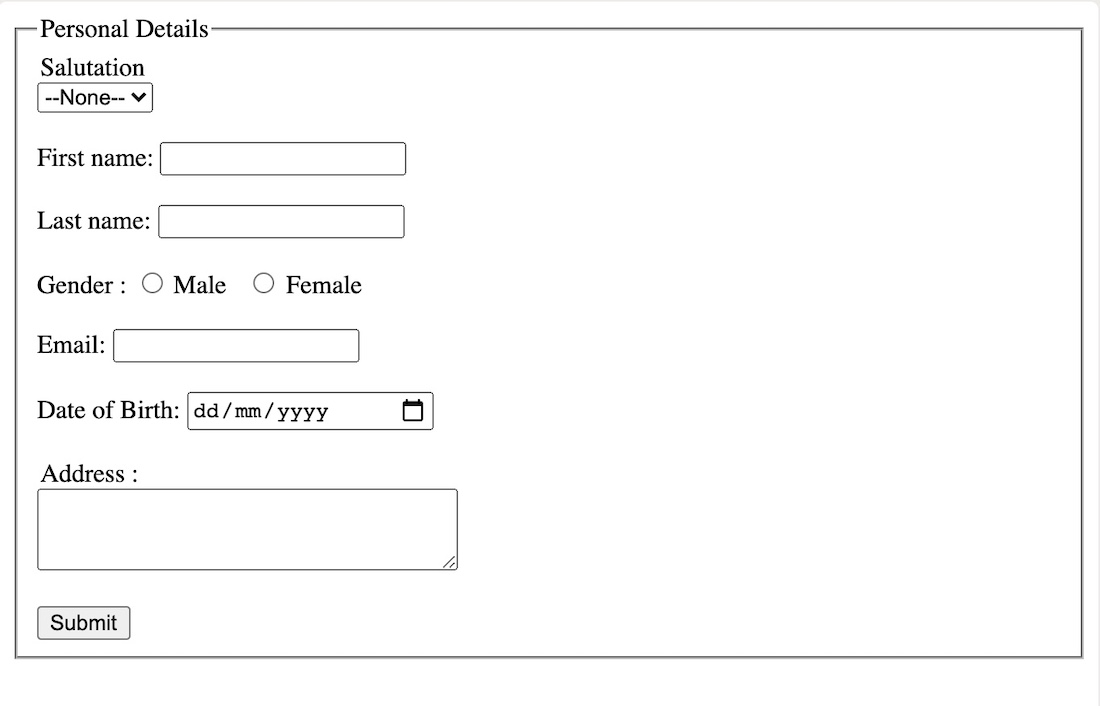 Personal Details
Salutation
--None--
First name:
Last name:
Gender : Male Female
Email:
Date of Birth: dd/mm/yyyy
Address :
Submit